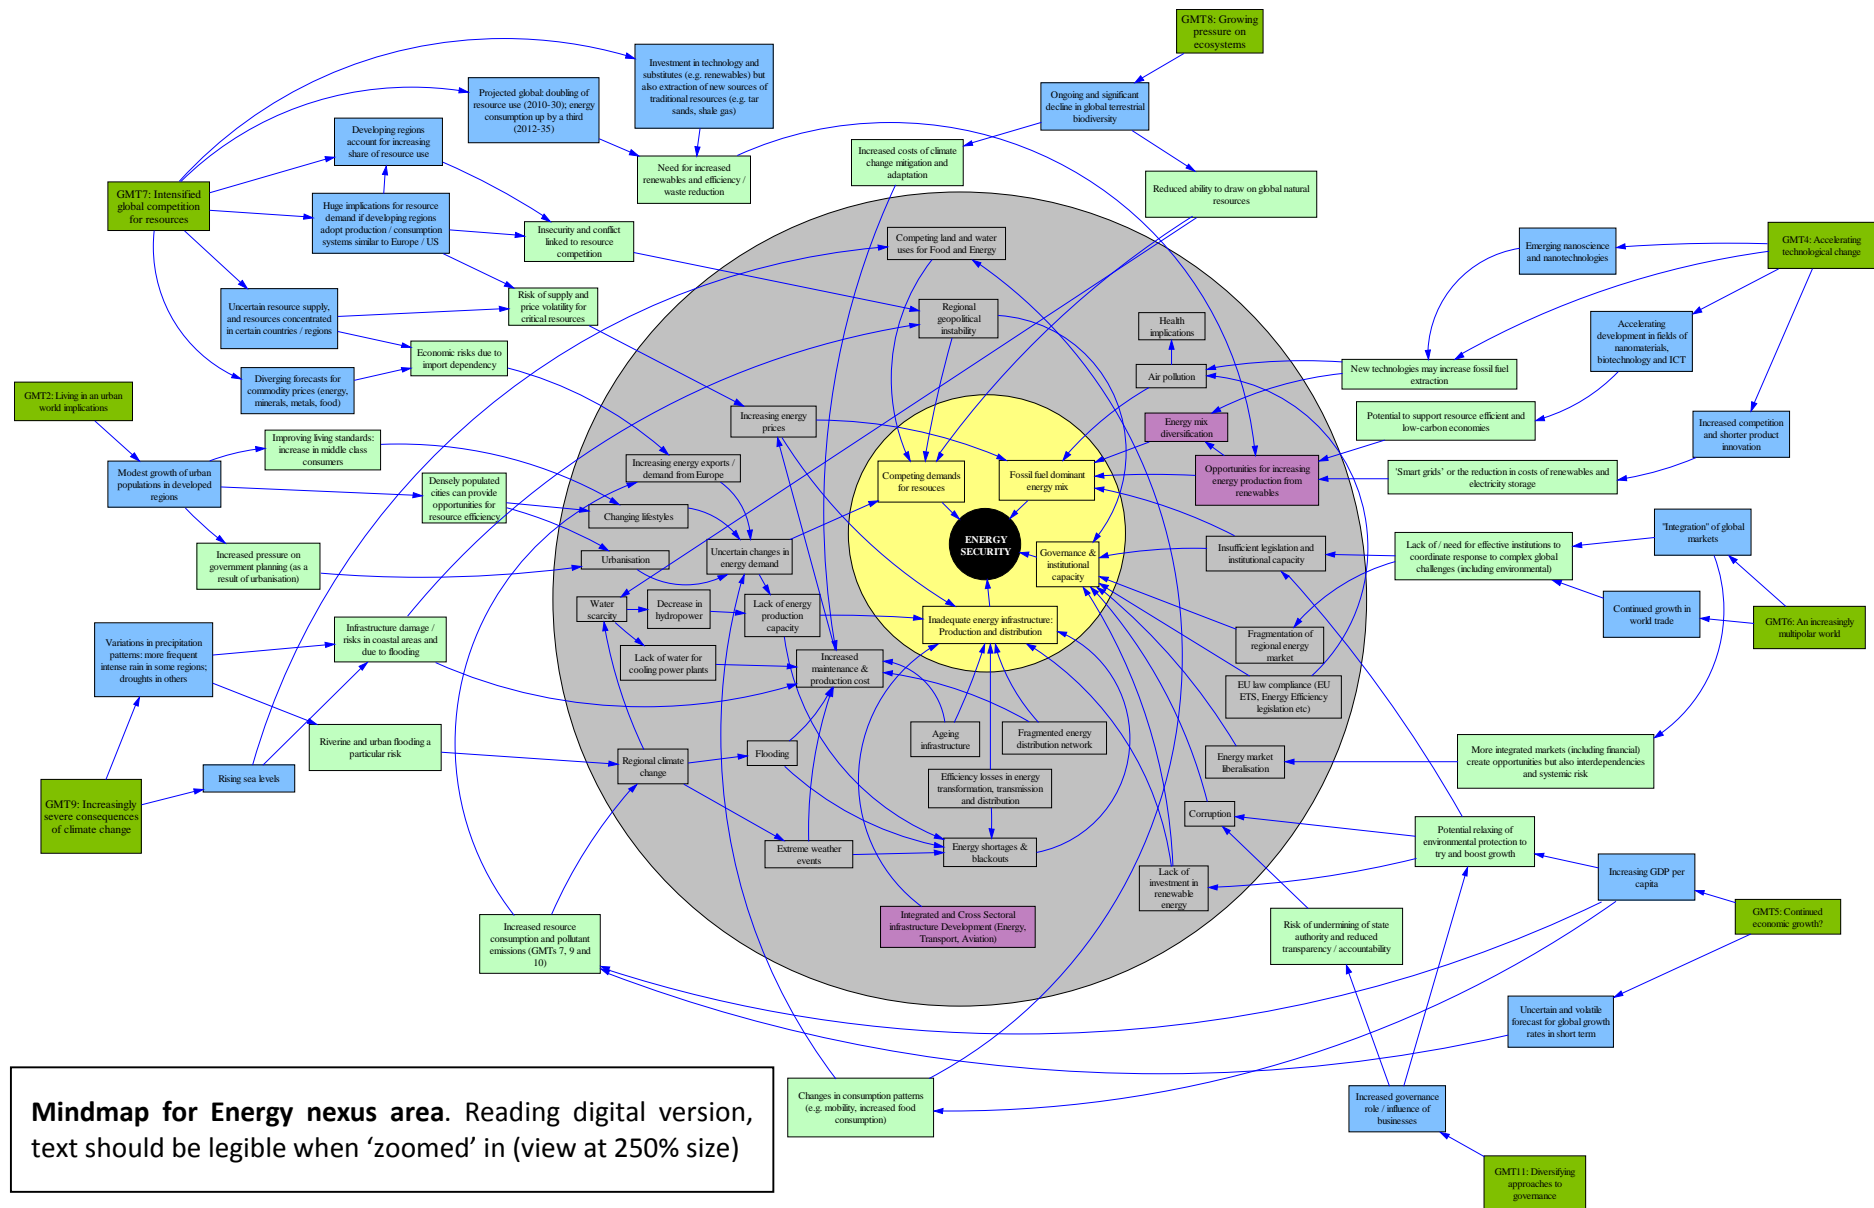 GMT8: Growing
pressure on
ecosystems
Investment in technology and
substitutes (e.g. renewables) but
also extraction of new sources of
traditional resources (e.g. tar
sands, shale gas)
Projected global: doubling of
resource use (2010-30); energy
consumption up by a third
(2012-35)
Ongoing and significant
decline in global terrestrial
biodiversity
Developing regions
account for increasing
share of resource use
Increased costs of climate
change mitigation and
adaptation
Need for increased
renewables and efficiency /
waste reduction
Reduced ability to draw on global natural
resources
GMT7: Intensified
global competition
for resources
Huge implications for resource
demand if developing regions
adopt production / consumption
systems similar to Europe / US
Insecurity and conflict
linked to resource
competition
Competing land and water
uses for Food and Energy
Emerging nanoscience
and nanotechnologies
GMT4: Accelerating
technological change
Uncertain resource supply,
and resources concentrated
in certain countries / regions
Risk of supply and
price volatility for
critical resources
Regional
geopolitical
instability
Health
implications
Accelerating
development in fields of
nanomaterials,
biotechnology and ICT
Economic risks due to
import dependency
Air pollution
New technologies may increase fossil fuel
extraction
Diverging forecasts for
commodity prices (energy,
minerals, metals, food)
GMT2: Living in an urban
world implications
Increasing energy
prices
Energy mix
diversification
Potential to support resource efficient and
low-carbon economies
Increased competition
and shorter product
innovation
Improving living standards:
increase in middle class
consumers
Modest growth of urban
populations in developed
regions
Increasing energy exports /
demand from Europe
Competing demands
for resouces
Fossil fuel dominant
energy mix
Opportunities for increasing
energy production from
renewables
'Smart grids' or the reduction in costs of renewables and
electricity storage
Densely populated
cities can provide
opportunities for
resource efficiency
Changing lifestyles
ENERGY
SECURITY
"Integration" of global
markets
Increased pressure on
government planning (as a
result of urbanisation)
Urbanisation
Uncertain changes in
energy demand
Governance &
institutional
capacity
Insufficient legislation and
institutional capacity
Lack of / need for effective institutions to
coordinate response to complex global
challenges (including environmental)
Water
scarcity
Decrease in
hydropower
Lack of energy
production
capacity
Inadequate energy infrastructure:
Production and distribution
Continued growth in
world trade
GMT6: An increasingly
multipolar world
Variations in precipitation
patterns: more frequent
intense rain in some regions;
droughts in others
Infrastructure damage /
risks in coastal areas and
due to flooding
Lack of water for
cooling power plants
Increased
maintenance &
production cost
Fragmentation of
regional energy
market
EU law compliance (EU
ETS, Energy Efficiency
legislation etc)
Riverine and urban flooding a
particular risk
Regional climate
change
Flooding
Ageing
infrastructure
Fragmented energy
distribution network
Energy market
liberalisation
More integrated markets (including financial)
create opportunities but also interdependencies
and systemic risk
Rising sea levels
GMT9: Increasingly
severe consequences
of climate change
Efficiency losses in energy
transformation, transmission
and distribution
Corruption
Extreme weather
events
Energy shortages &
blackouts
Potential relaxing of
environmental protection to
try and boost growth
Lack of
investment in
renewable
energy
Increasing GDP per
capita
GMT5: Continued
economic growth?
Increased resource
consumption and pollutant
emissions (GMTs 7, 9 and
10)
Integrated and Cross Sectoral
infrastructure Development (Energy,
Transport, Aviation)
Risk of undermining of state
authority and reduced
transparency / accountability
Uncertain and volatile
forecast for global growth
rates in short term
Changes in consumption patterns
(e.g. mobility, increased food
consumption)
Increased governance
role / influence of
businesses
GMT11: Diversifying
approaches to
governance
Mindmap for Energy nexus area. Reading digital version,
text should be legible when ‘zoomed’ in (view at 250% size)